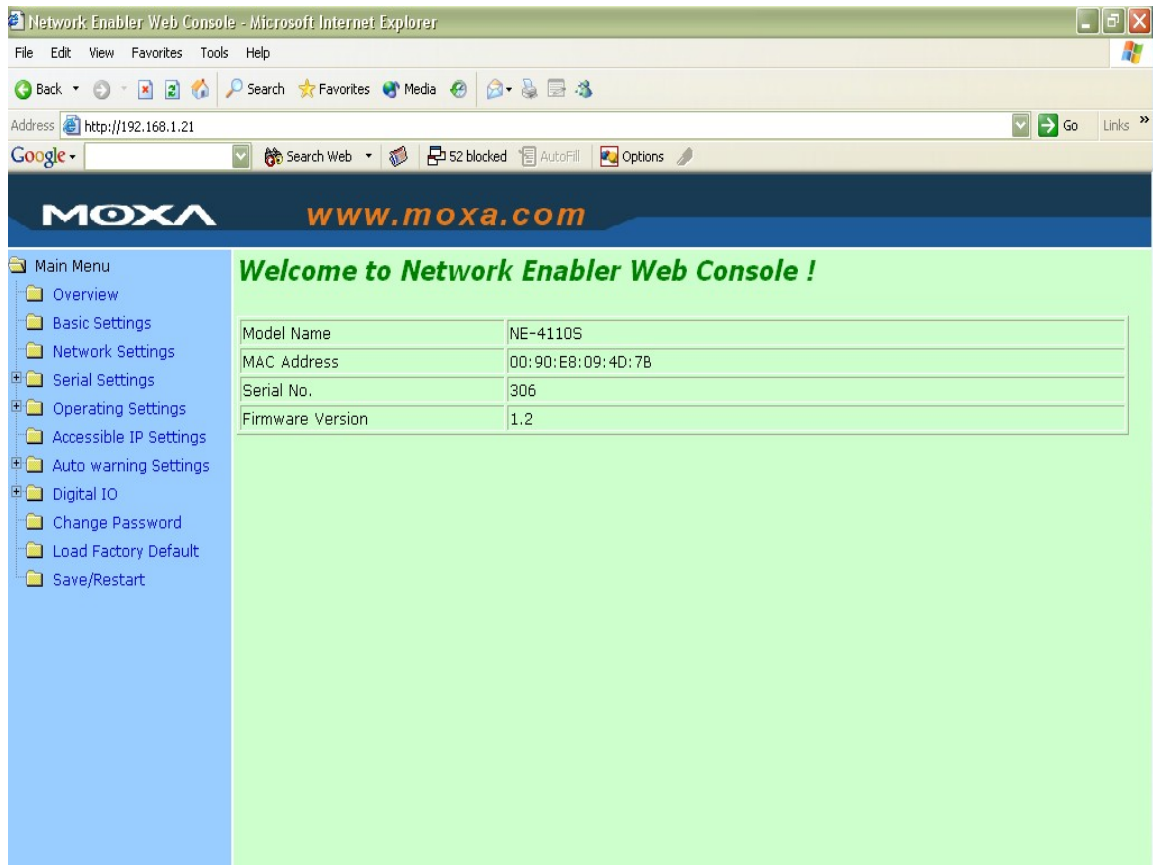 Network Enabler Web Console - Microsoft Internet Explorer
File Edit View Favorites Tools Help
Back Search Favorites Media
Address http://192.168.1.21 Go Links »
Google Search Web 52 blocked AutoFill Options
MOXA www.moxa.com
Main Menu
Overview
Basic Settings
Network Settings
Serial Settings
Operating Settings
Accessible IP Settings
Auto warning Settings
Digital IO
Change Password
Load Factory Default
Save/Restart
Welcome to Network Enabler Web Console !
Model Name NE-4110S
MAC Address 00:90:E8:09:4D:7B
Serial No. 306
Firmware Version 1.2